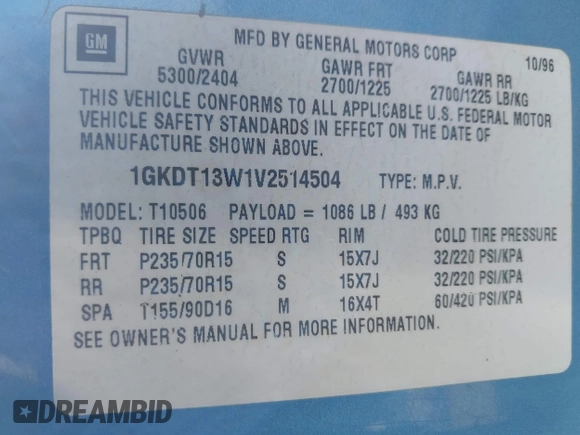 GM
MFD BY GENERAL MOTORS CORP 10/96
GVWR GAWR FRT GAWR RR
5300/2404 2700/1225 2700/1225 LB/KG
THIS VEHICLE CONFORMS TO ALL APPLICABLE U.S. FEDERAL MOTOR
VEHICLE SAFETY STANDARDS IN EFFECT ON THE DATE OF
MANUFACTURE SHOWN ABOVE.
1GKDT13W1V2514504 TYPE: M.P.V.
MODEL: T10506 PAYLOAD = 1086 LB / 493 KG
TPBQ TIRE SIZE SPEED RTG RIM COLD TIRE PRESSURE
FRT P235/70R15 S 15X7J 32/220 PSI/KPA
RR P235/70R15 S 15X7J 32/220 PSI/KPA
SPA T155/90D16 M 16X4T 60/420 PSI/KPA
SEE OWNER'S MANUAL FOR MORE INFORMATION.
DREAMBID